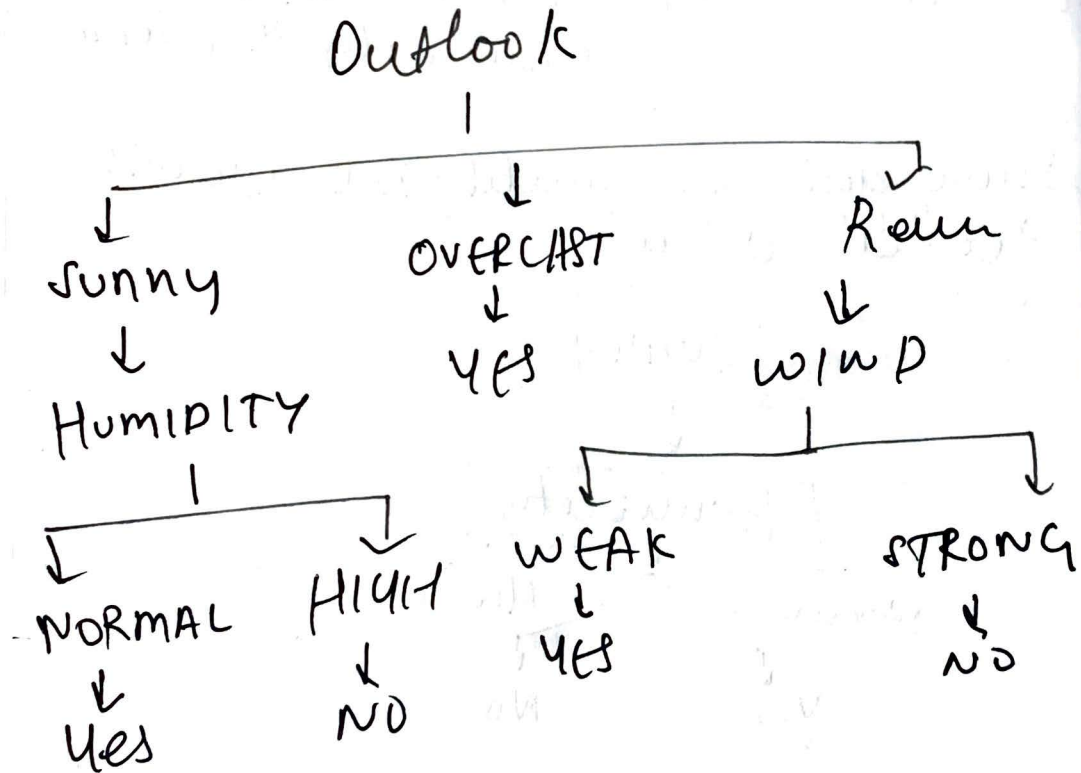 Outlook
Sunny OVERCAST Rain
HUMIDITY YES WIND
NORMAL HIGH WEAK STRONG
Yes NO YES NO